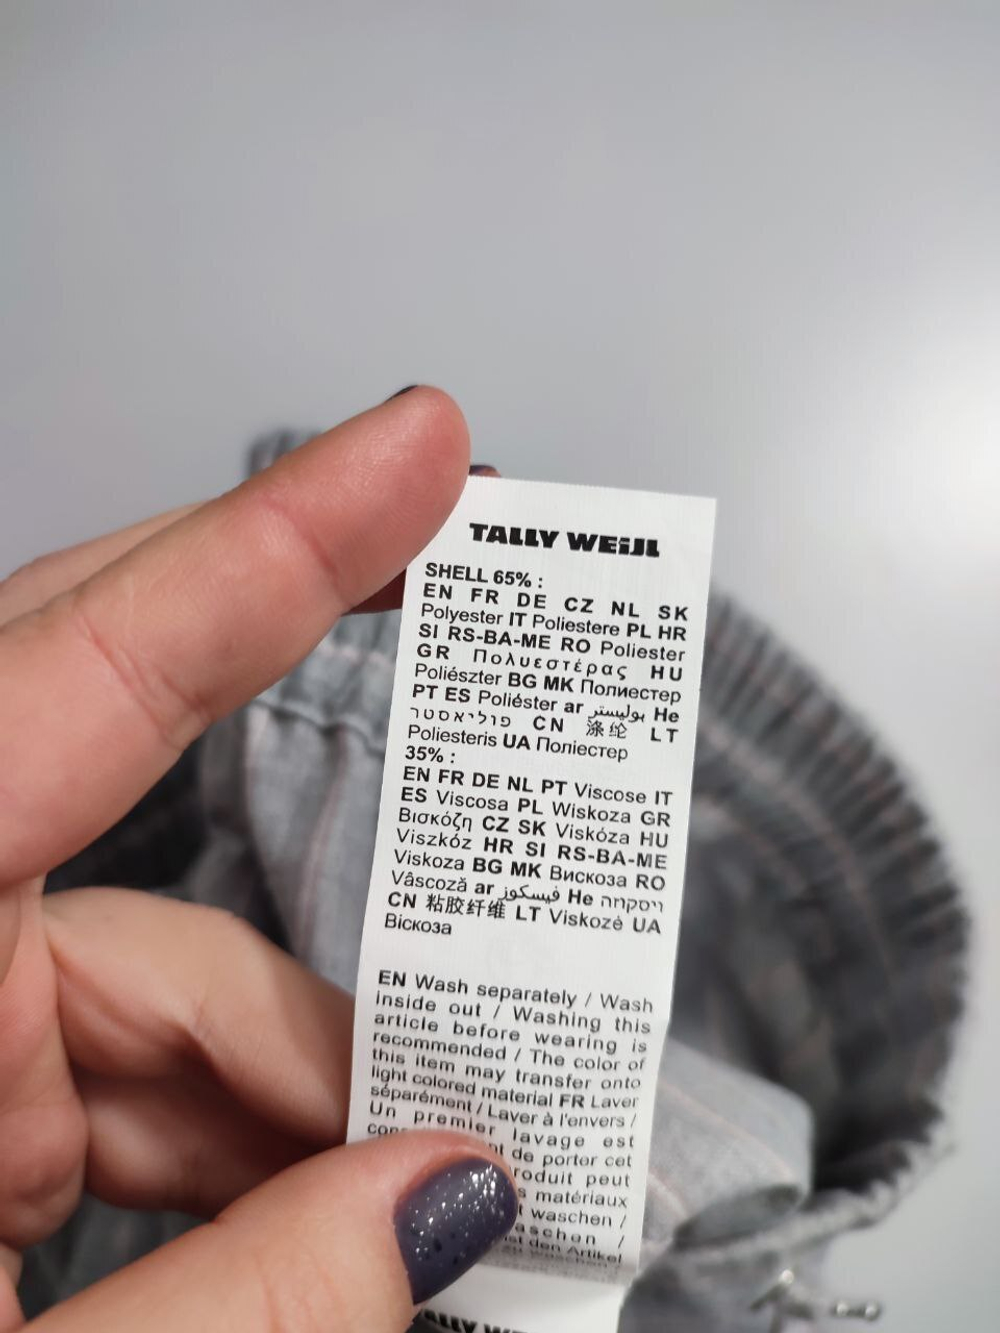 TALLY WEiJL
SHELL 65% :
EN FR DE CZ NL SK
Polyester IT Poliestere PL HR
SI RS-BA-ME RO Poliester
GR Πολυεστέρας HU
Poliészter BG MK Полиестер
PT ES Poliéster ar بوليستر He
פוליאסטר CN 涤纶 LT
Poliesteris UA Поліестер
35% :
EN FR DE NL PT Viscose IT
ES Viscosa PL Wiskoza GR
Βισκόζη CZ SK Viskóza HU
Viszkóz HR SI RS-BA-ME
Viskoza BG MK Вискоза RO
Vâscoză ar فيسكوز He ויסקוזה
CN 粘胶纤维 LT Viskozė UA
Віскоза
EN Wash separately / Wash
inside out / Washing this
article before wearing is
recommended / The color of
this item may transfer onto
light colored material FR Laver
séparément / Laver à l'envers /
Un premier lavage est
de porter cet
peut
matériaux
waschen /
/
den Artikel
zu waschen
TALLY